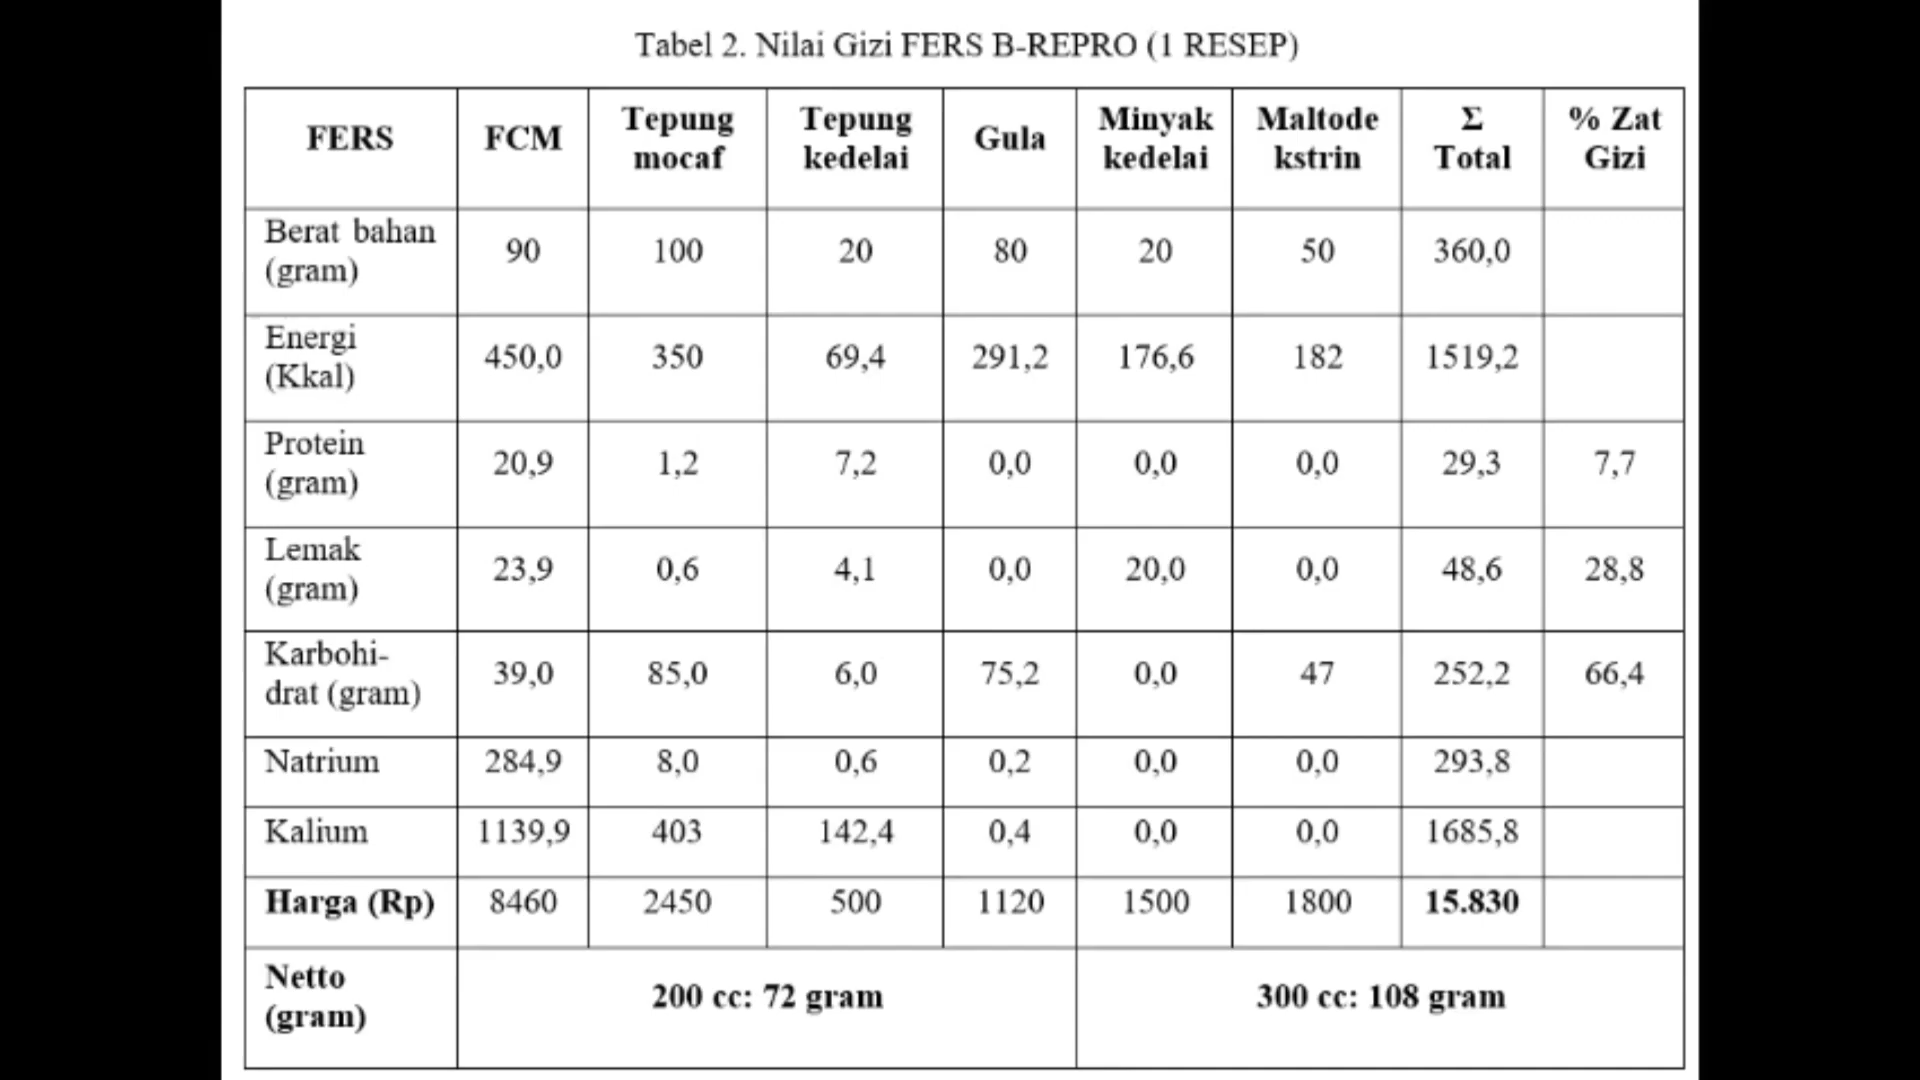 Tabel 2. Nilai Gizi FERS B-REPRO (1 RESEP)
FERS FCM Tepung mocaf Tepung kedelai Gula Minyak kedelai Maltode kstrin Σ Total % Zat Gizi
Berat bahan (gram) 90 100 20 80 20 50 360,0
Energi (Kkal) 450,0 350 69,4 291,2 176,6 182 1519,2
Protein (gram) 20,9 1,2 7,2 0,0 0,0 0,0 29,3 7,7
Lemak (gram) 23,9 0,6 4,1 0,0 20,0 0,0 48,6 28,8
Karbohi-drat (gram) 39,0 85,0 6,0 75,2 0,0 47 252,2 66,4
Natrium 284,9 8,0 0,6 0,2 0,0 0,0 293,8
Kalium 1139,9 403 142,4 0,4 0,0 0,0 1685,8
Harga (Rp) 8460 2450 500 1120 1500 1800 15.830
Netto (gram) 200 cc: 72 gram 300 cc: 108 gram